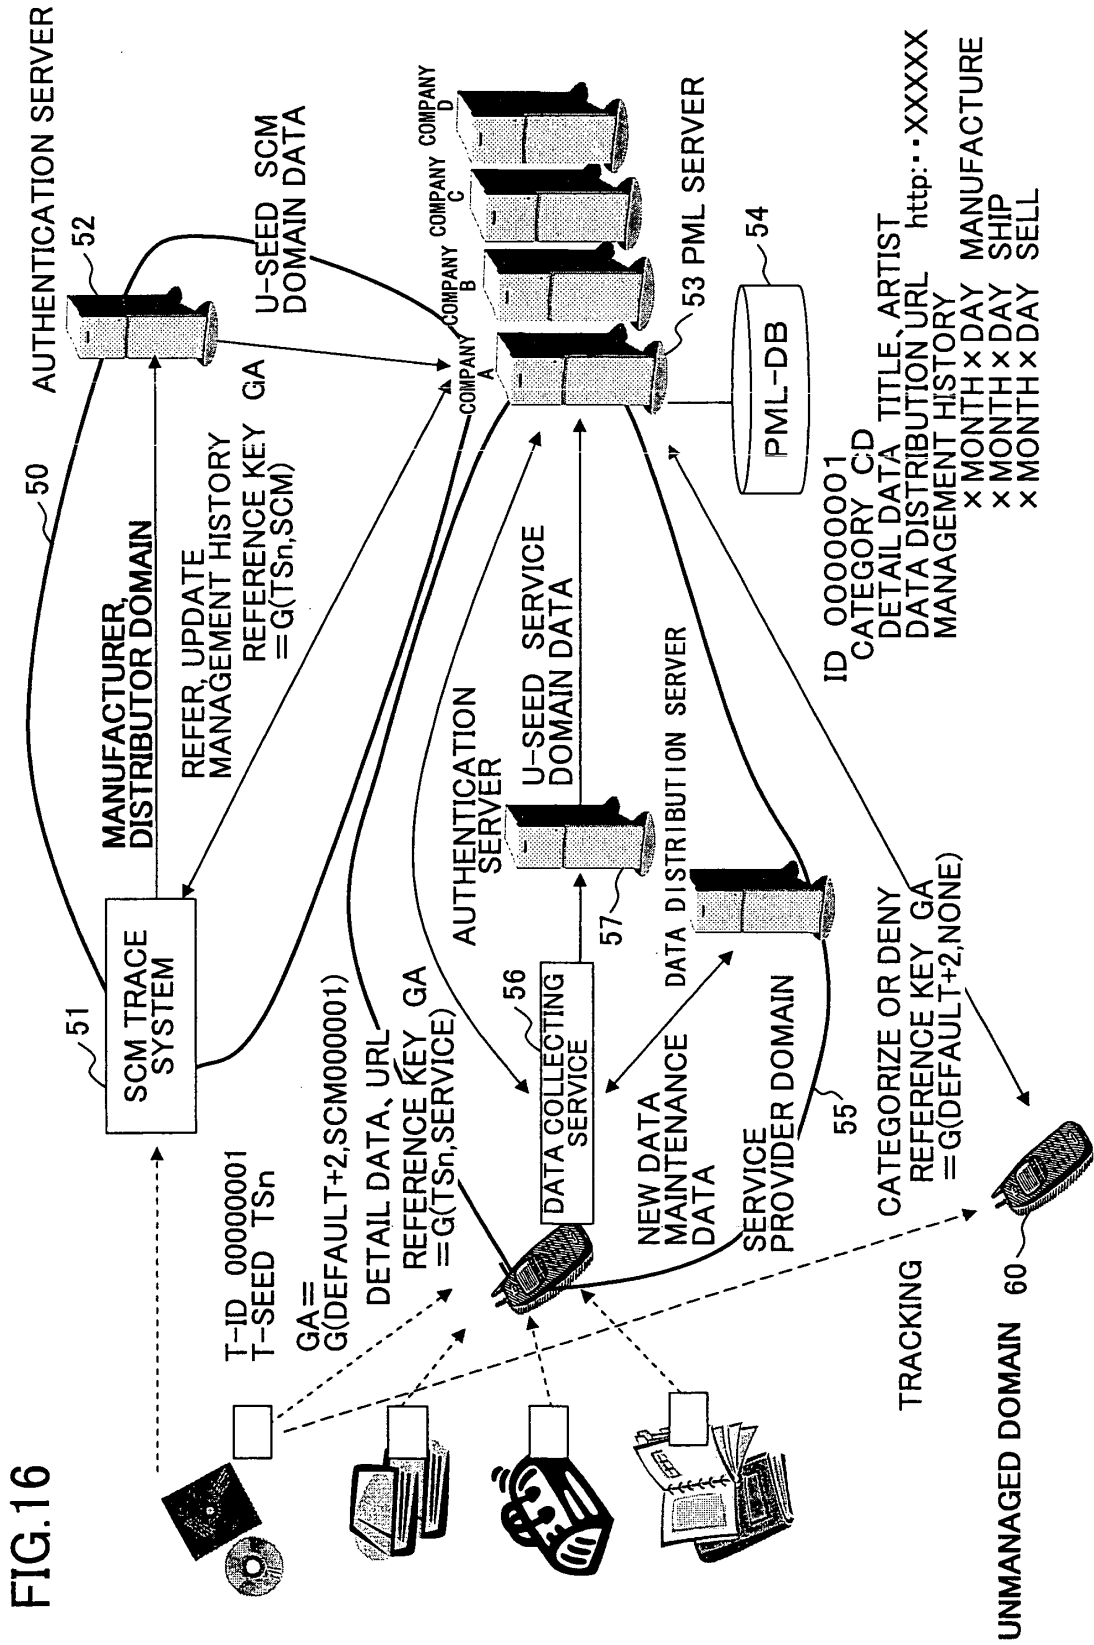 FIG.16
AUTHENTICATION SERVER
52
50
U-SEED SCM
DOMAIN DATA
51
SCM TRACE
SYSTEM
MANUFACTURER,
DISTRIBUTOR DOMAIN
REFER, UPDATE
MANAGEMENT HISTORY
REFERENCE KEY GA
=G(TSn,SCM)
COMPANY
A
COMPANY
B
COMPANY
C
COMPANY
D
53 PML SERVER
54
PML-DB
T-ID 00000001
T-SEED TSn
GA=
G(DEFAULT+2,SCM000001)
DETAIL DATA, URL
REFERENCE KEY GA
=G(TSn,SERVICE)
AUTHENTICATION
SERVER
57
U-SEED SERVICE
DOMAIN DATA
56
DATA COLLECTING
SERVICE
DATA DISTRIBUTION SERVER
NEW DATA
MAINTENANCE
DATA
SERVICE
PROVIDER DOMAIN
55
ID 00000001
CATEGORY CD
DETAIL DATA TITLE、ARTIST
DATA DISTRIBUTION URL http:‥XXXXX
MANAGEMENT HISTORY
×MONTH×DAY MANUFACTURE
×MONTH×DAY SHIP
×MONTH×DAY SELL
CATEGORIZE OR DENY
REFERENCE KEY GA
=G(DEFAULT+2,NONE)
TRACKING
UNMANAGED DOMAIN 60